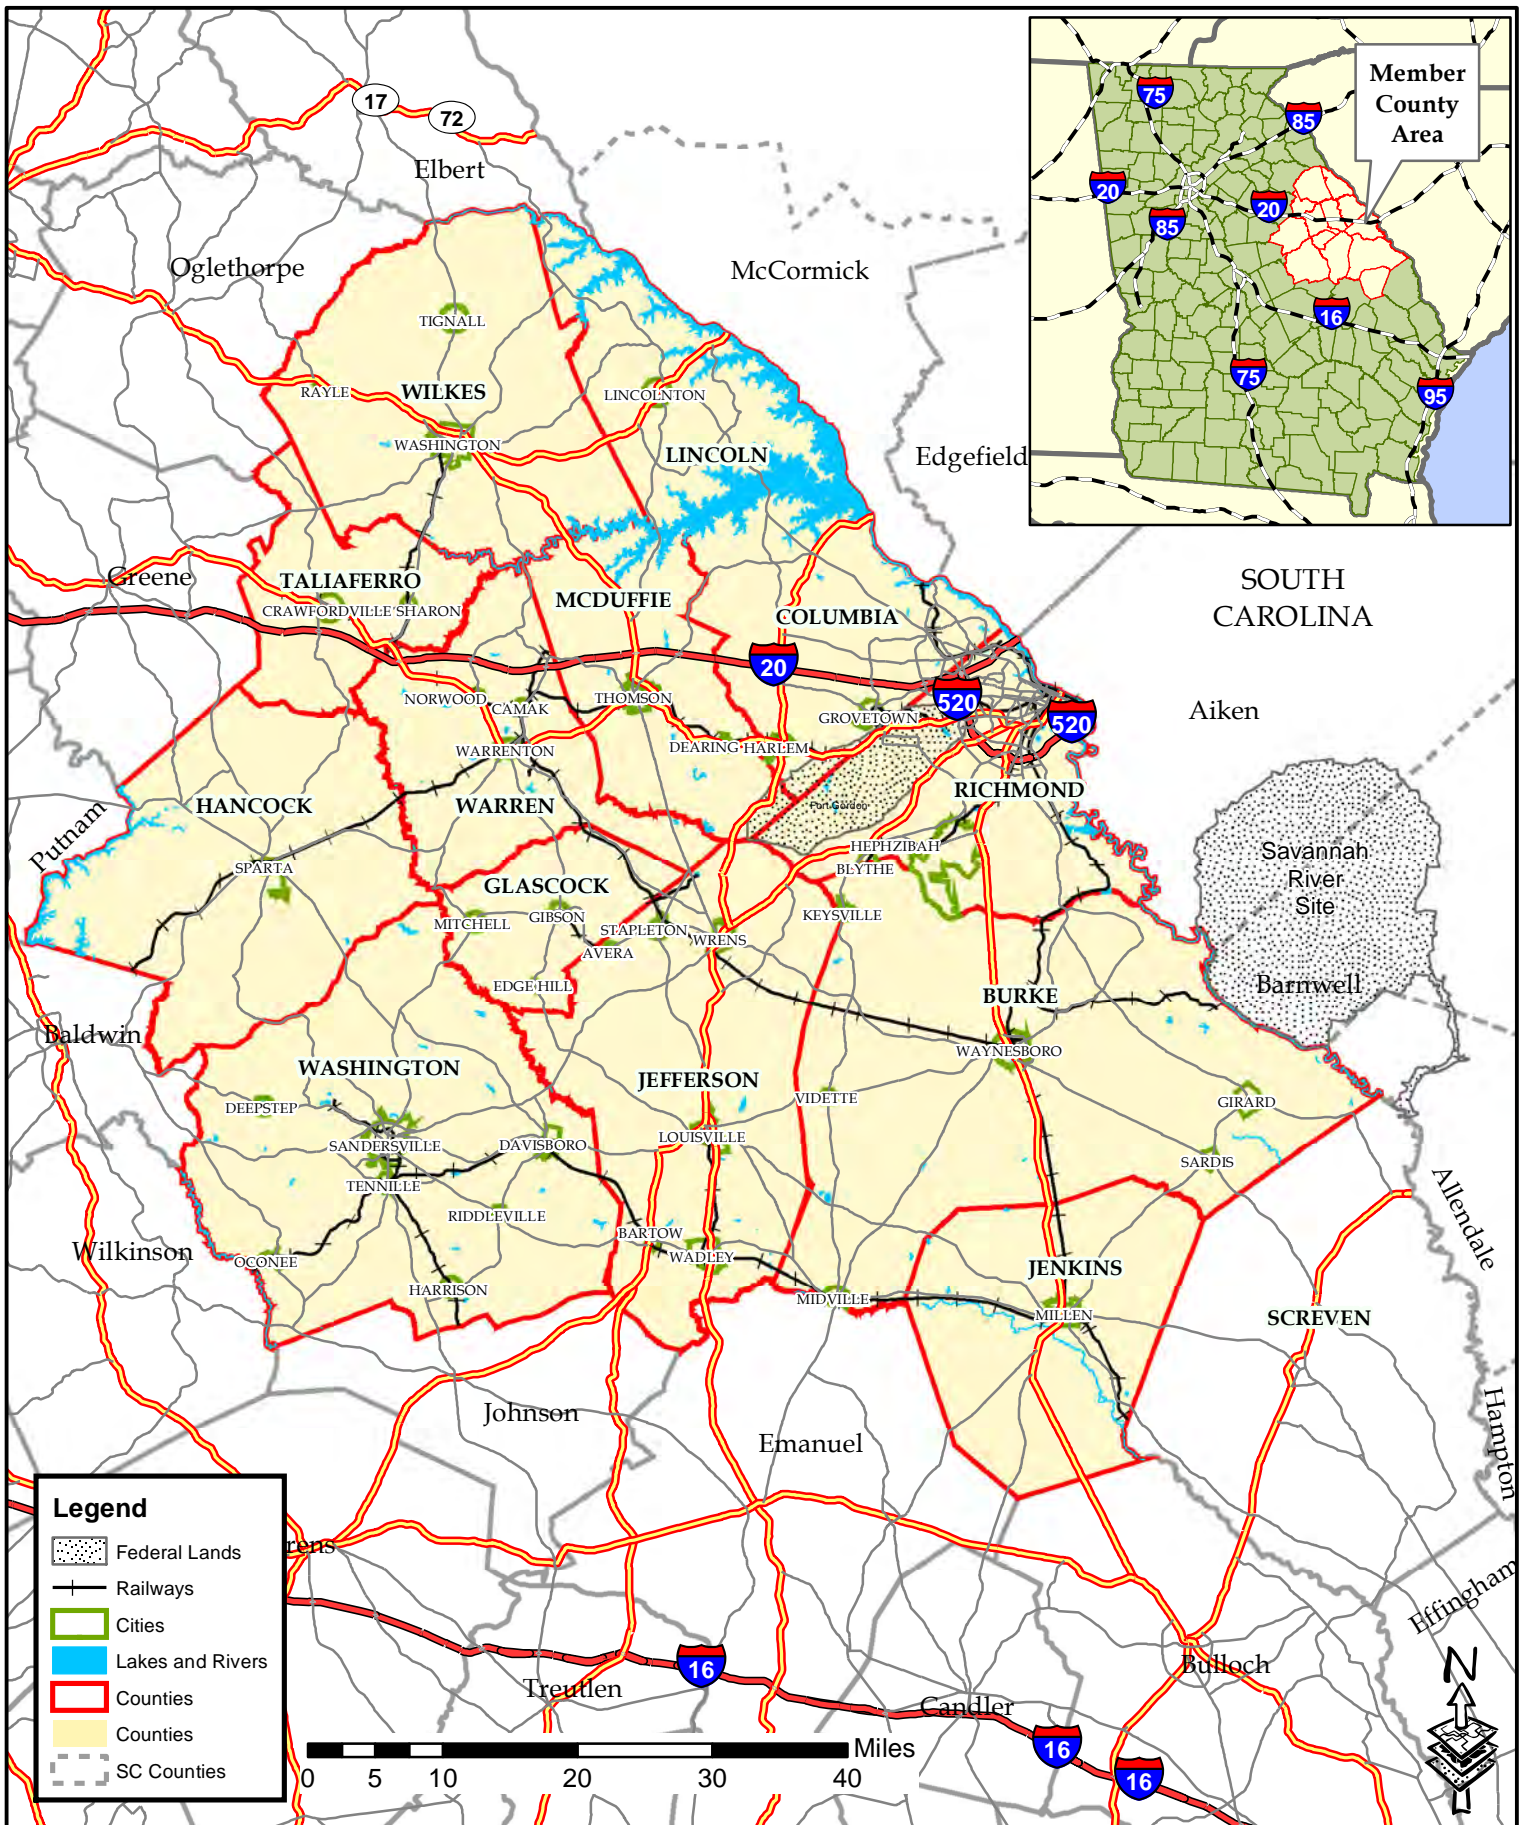 17
72
Elbert
Oglethorpe
McCormick
Edgefield
Member
County
Area
75
85
20
20
85
16
75
95
TIGNALL
RAYLE
WILKES
LINCOLNTON
WASHINGTON
LINCOLN
Greene
TALIAFERRO
CRAWFORDVILLE
SHARON
MCDUFFIE
COLUMBIA
SOUTH
CAROLINA
20
520
520
NORWOOD
CAMAK
THOMSON
GROVETOWN
Aiken
WARRENTON
DEARING
HARLEM
RICHMOND
HANCOCK
WARREN
Fort Gordon
Putnam
SPARTA
HEPHZIBAH
BLYTHE
Savannah
River
Site
GLASCOCK
MITCHELL
GIBSON
STAPLETON
AVERA
WRENS
KEYSVILLE
EDGE HILL
BURKE
Barnwell
Baldwin
WAYNESBORO
WASHINGTON
JEFFERSON
DEEPSTEP
VIDETTE
GIRARD
SANDERSVILLE
DAVISBORO
LOUISVILLE
SARDIS
TENNILLE
RIDDLEVILLE
Allendale
Wilkinson
OCONEE
BARTOW
WADLEY
HARRISON
MIDVILLE
JENKINS
MILLEN
SCREVEN
Johnson
Emanuel
Hampton
rens
Effingham
Bulloch
16
Treutlen
Candler
16
16
Legend
Federal Lands
Railways
Cities
Lakes and Rivers
Counties
Counties
SC Counties
Miles
0 5 10 20 30 40
N